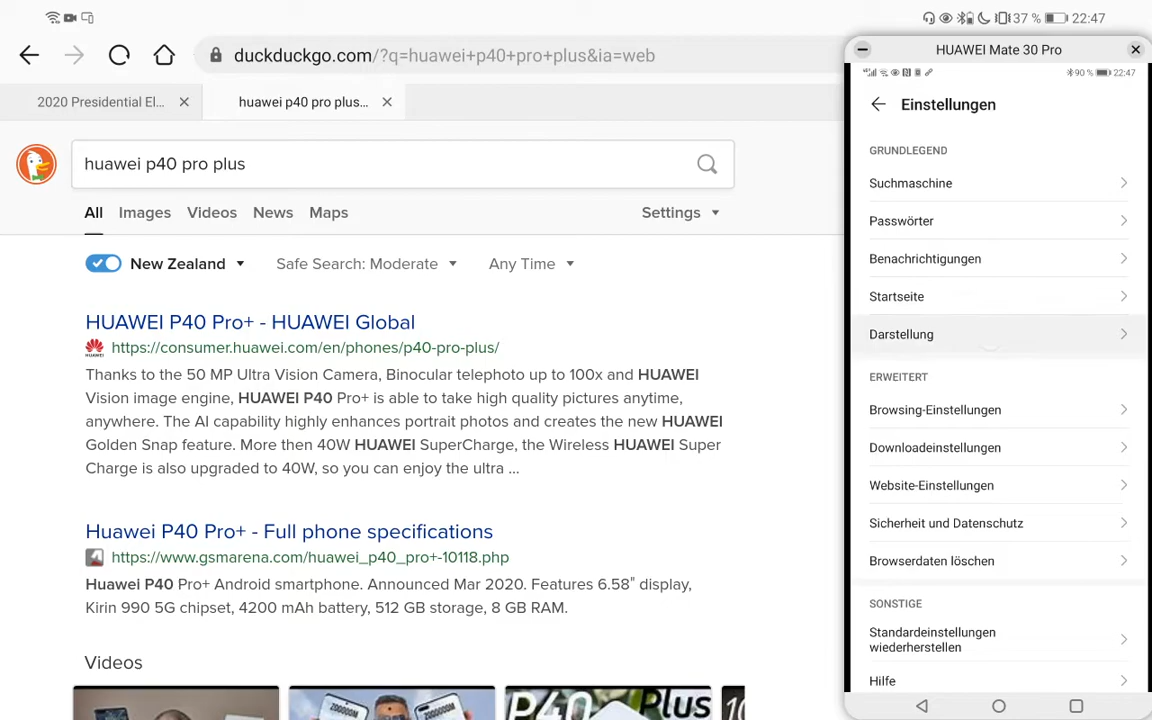 37 % 22:47
duckduckgo.com/?q=huawei+p40+pro+plus&ia=web
2020 Presidential El...
huawei p40 pro plus...
huawei p40 pro plus
All Images Videos News Maps Settings
New Zealand Safe Search: Moderate Any Time
HUAWEI P40 Pro+ - HUAWEI Global
https://consumer.huawei.com/en/phones/p40-pro-plus/
Thanks to the 50 MP Ultra Vision Camera, Binocular telephoto up to 100x and HUAWEI
Vision image engine, HUAWEI P40 Pro+ is able to take high quality pictures anytime,
anywhere. The AI capability highly enhances portrait photos and creates the new HUAWEI
Golden Snap feature. More then 40W HUAWEI SuperCharge, the Wireless HUAWEI Super
Charge is also upgraded to 40W, so you can enjoy the ultra ...
Huawei P40 Pro+ - Full phone specifications
https://www.gsmarena.com/huawei_p40_pro+-10118.php
Huawei P40 Pro+ Android smartphone. Announced Mar 2020. Features 6.58″ display,
Kirin 990 5G chipset, 4200 mAh battery, 512 GB storage, 8 GB RAM.
Videos
P40 Plus
HUAWEI Mate 30 Pro
90 % 22:47
Einstellungen
GRUNDLEGEND
Suchmaschine
Passwörter
Benachrichtigungen
Startseite
Darstellung
ERWEITERT
Browsing-Einstellungen
Downloadeinstellungen
Website-Einstellungen
Sicherheit und Datenschutz
Browserdaten löschen
SONSTIGE
Standardeinstellungen
wiederherstellen
Hilfe